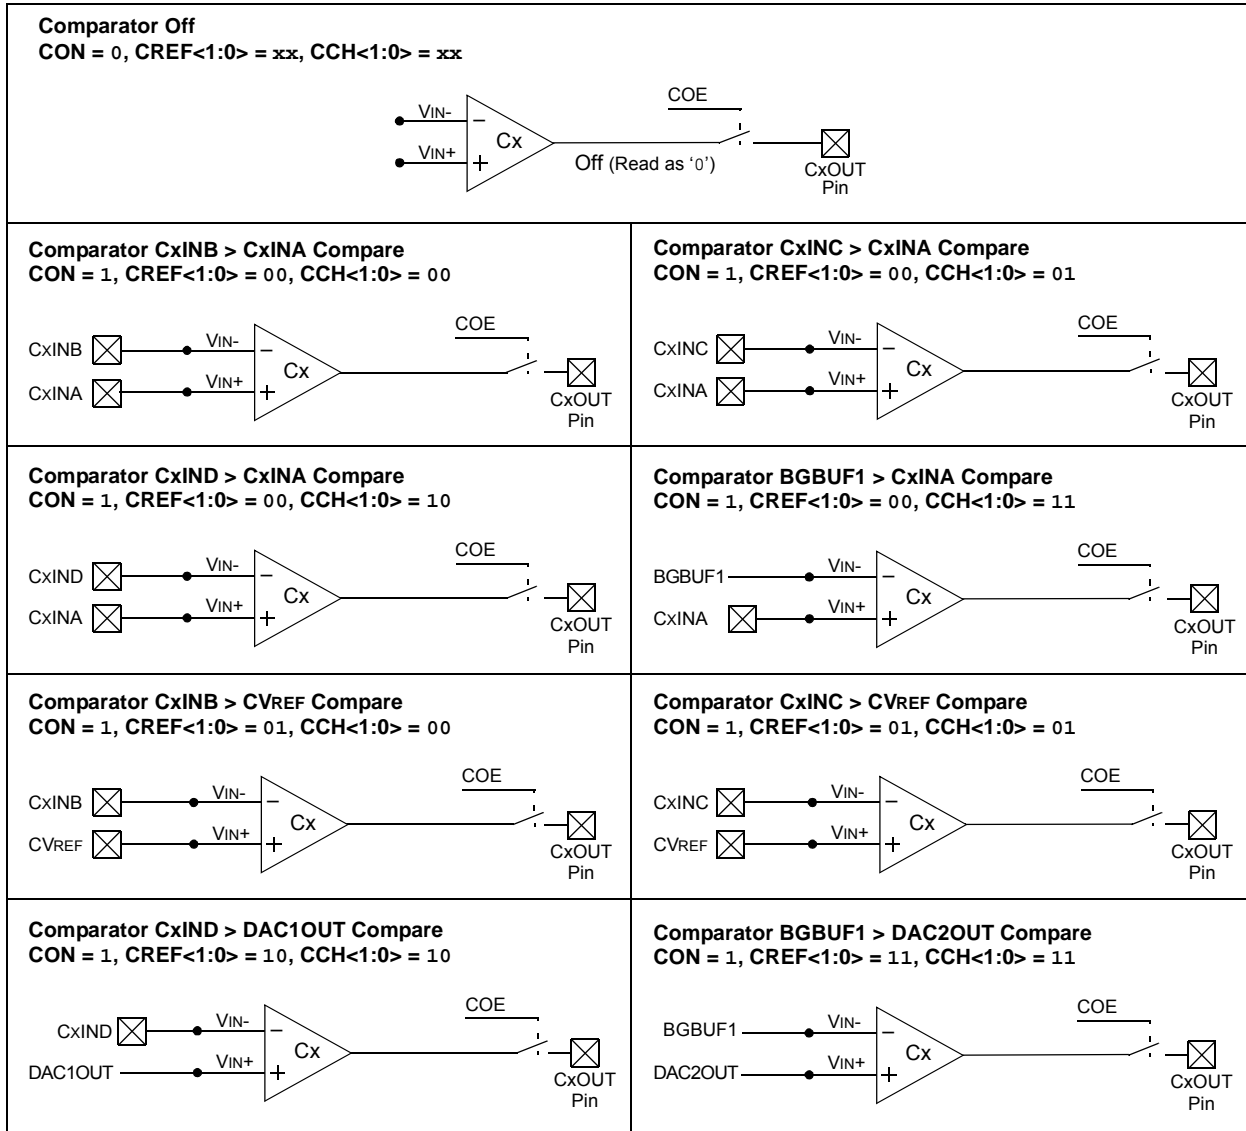 Comparator Off
CON = 0, CREF<1:0> = xx, CCH<1:0> = xx
COE
VIN-
–
Cx
VIN+
+
Off (Read as ‘0’)
CxOUT
Pin
Comparator CxINB > CxINA Compare
CON = 1, CREF<1:0> = 00, CCH<1:0> = 00
COE
CxINB
VIN-
–
Cx
CxINA
VIN+
+
CxOUT
Pin
Comparator CxINC > CxINA Compare
CON = 1, CREF<1:0> = 00, CCH<1:0> = 01
COE
CxINC
VIN-
–
Cx
CxINA
VIN+
+
CxOUT
Pin
Comparator CxIND > CxINA Compare
CON = 1, CREF<1:0> = 00, CCH<1:0> = 10
COE
CxIND
VIN-
–
Cx
CxINA
VIN+
+
CxOUT
Pin
Comparator BGBUF1 > CxINA Compare
CON = 1, CREF<1:0> = 00, CCH<1:0> = 11
COE
BGBUF1
VIN-
–
Cx
CxINA
VIN+
+
CxOUT
Pin
Comparator CxINB > CVREF Compare
CON = 1, CREF<1:0> = 01, CCH<1:0> = 00
COE
CxINB
VIN-
–
Cx
CVREF
VIN+
+
CxOUT
Pin
Comparator CxINC > CVREF Compare
CON = 1, CREF<1:0> = 01, CCH<1:0> = 01
COE
CxINC
VIN-
–
Cx
CVREF
VIN+
+
CxOUT
Pin
Comparator CxIND > DAC1OUT Compare
CON = 1, CREF<1:0> = 10, CCH<1:0> = 10
COE
CxIND
VIN-
–
Cx
DAC1OUT
VIN+
+
CxOUT
Pin
Comparator BGBUF1 > DAC2OUT Compare
CON = 1, CREF<1:0> = 11, CCH<1:0> = 11
COE
BGBUF1
VIN-
–
Cx
DAC2OUT
VIN+
+
CxOUT
Pin